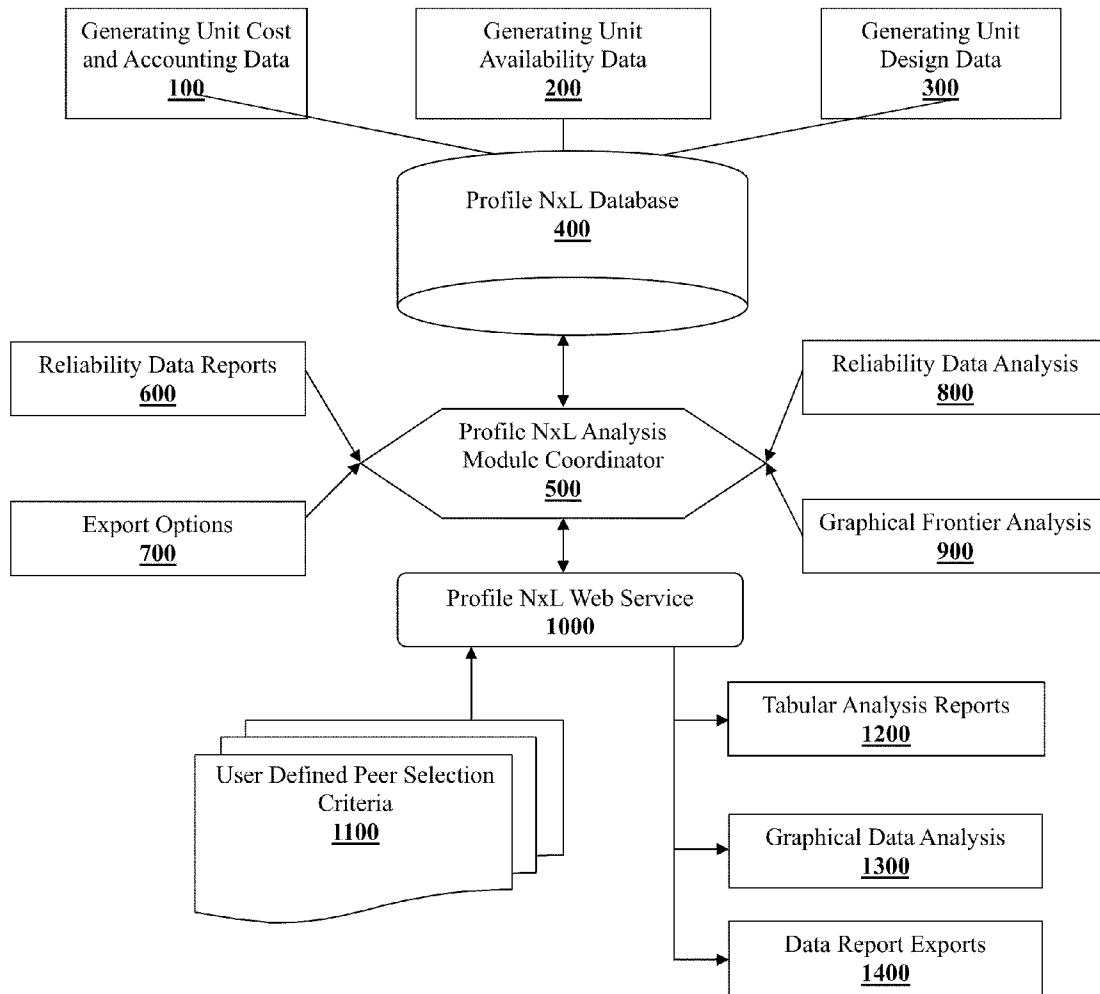 Generating Unit Cost
and Accounting Data
100
Generating Unit
Availability Data
200
Generating Unit
Design Data
300
Profile NxL Database
400
Reliability Data Reports
600
Reliability Data Analysis
800
Profile NxL Analysis
Module Coordinator
500
Export Options
700
Graphical Frontier Analysis
900
Profile NxL Web Service
1000
User Defined Peer Selection
Criteria
1100
Tabular Analysis Reports
1200
Graphical Data Analysis
1300
Data Report Exports
1400